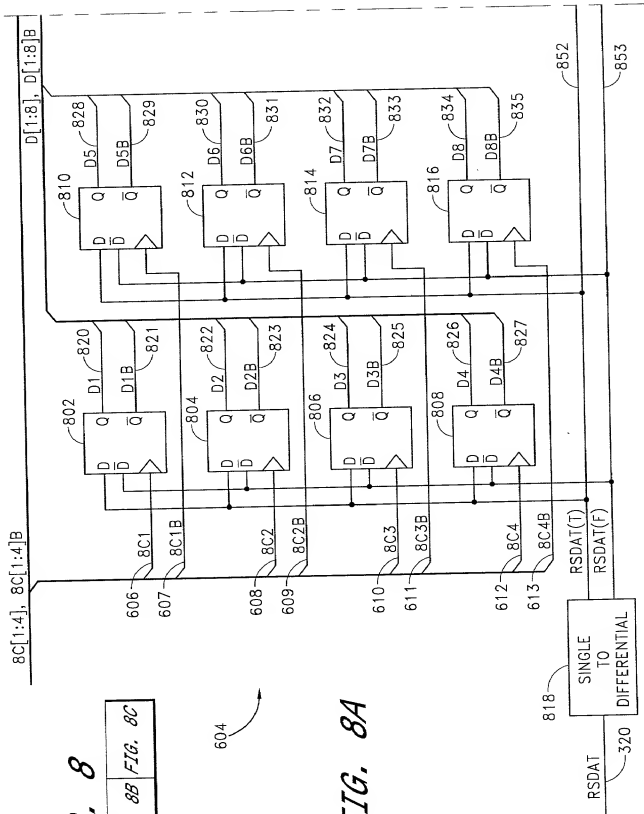 8C[1:4], 8C[1:4]B
D[1:8], D[1:8]B
802
D
D̅
Q
Q̅
D1
820
D1B
821
810
D
D̅
Q
Q̅
D5
828
D5B
829
606
8C1
607
8C1B
804
D
D̅
Q
Q̅
D2
822
D2B
823
812
D
D̅
Q
Q̅
D6
830
D6B
831
608
8C2
609
8C2B
806
D
D̅
Q
Q̅
D3
824
D3B
825
814
D
D̅
Q
Q̅
D7
832
D7B
833
610
8C3
611
8C3B
808
D
D̅
Q
Q̅
D4
826
D4B
827
816
D
D̅
Q
Q̅
D8
834
D8B
835
612
8C4
613
8C4B
8
8B FIG. 8C
604
IG. 8A
818
SINGLE
TO
DIFFERENTIAL
RSDAT(T)
RSDAT(F)
852
853
RSDAT
320